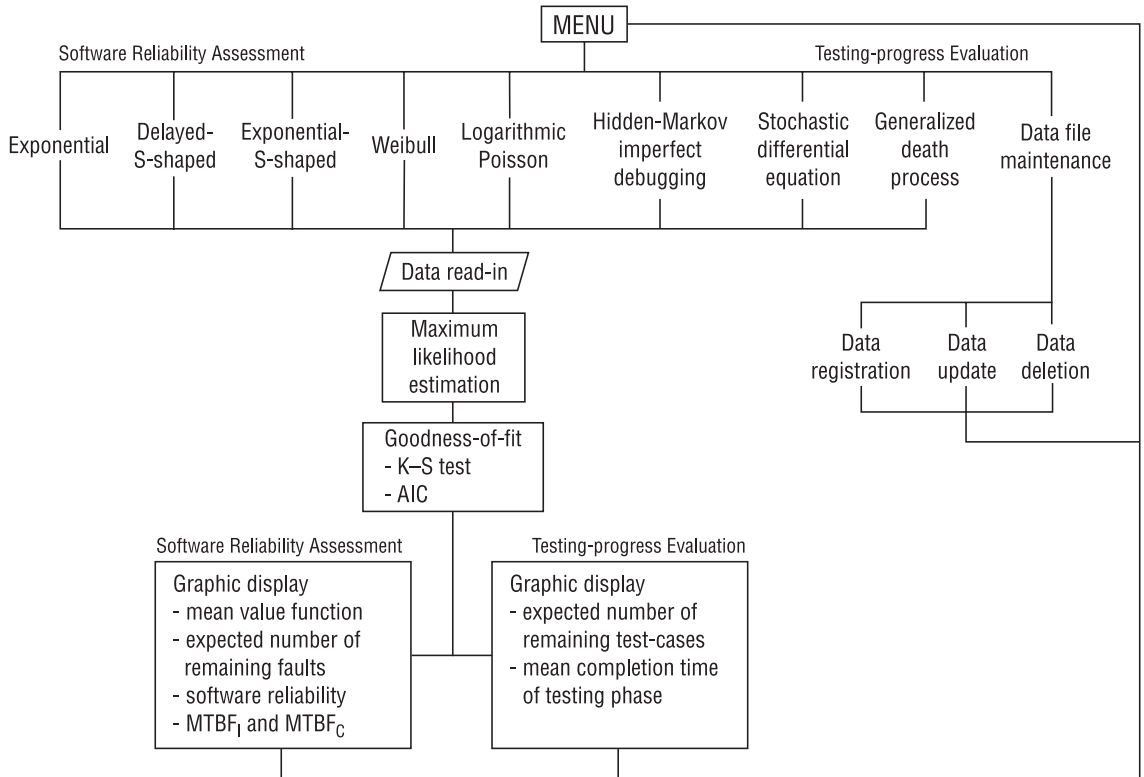 MENU
Software Reliability Assessment
Testing-progress Evaluation
Exponential
Delayed-
S-shaped
Exponential-
S-shaped
Weibull
Logarithmic
Poisson
Hidden-Markov
imperfect
debugging
Stochastic
differential
equation
Generalized
death
process
Data file
maintenance
Data read-in
Maximum
likelihood
estimation
Data
registration
Data
update
Data
deletion
Goodness-of-fit
- K–S test
- AIC
Software Reliability Assessment
Graphic display
- mean value function
- expected number of
remaining faults
- software reliability
- MTBFI and MTBFC
Testing-progress Evaluation
Graphic display
- expected number of
remaining test-cases
- mean completion time
of testing phase